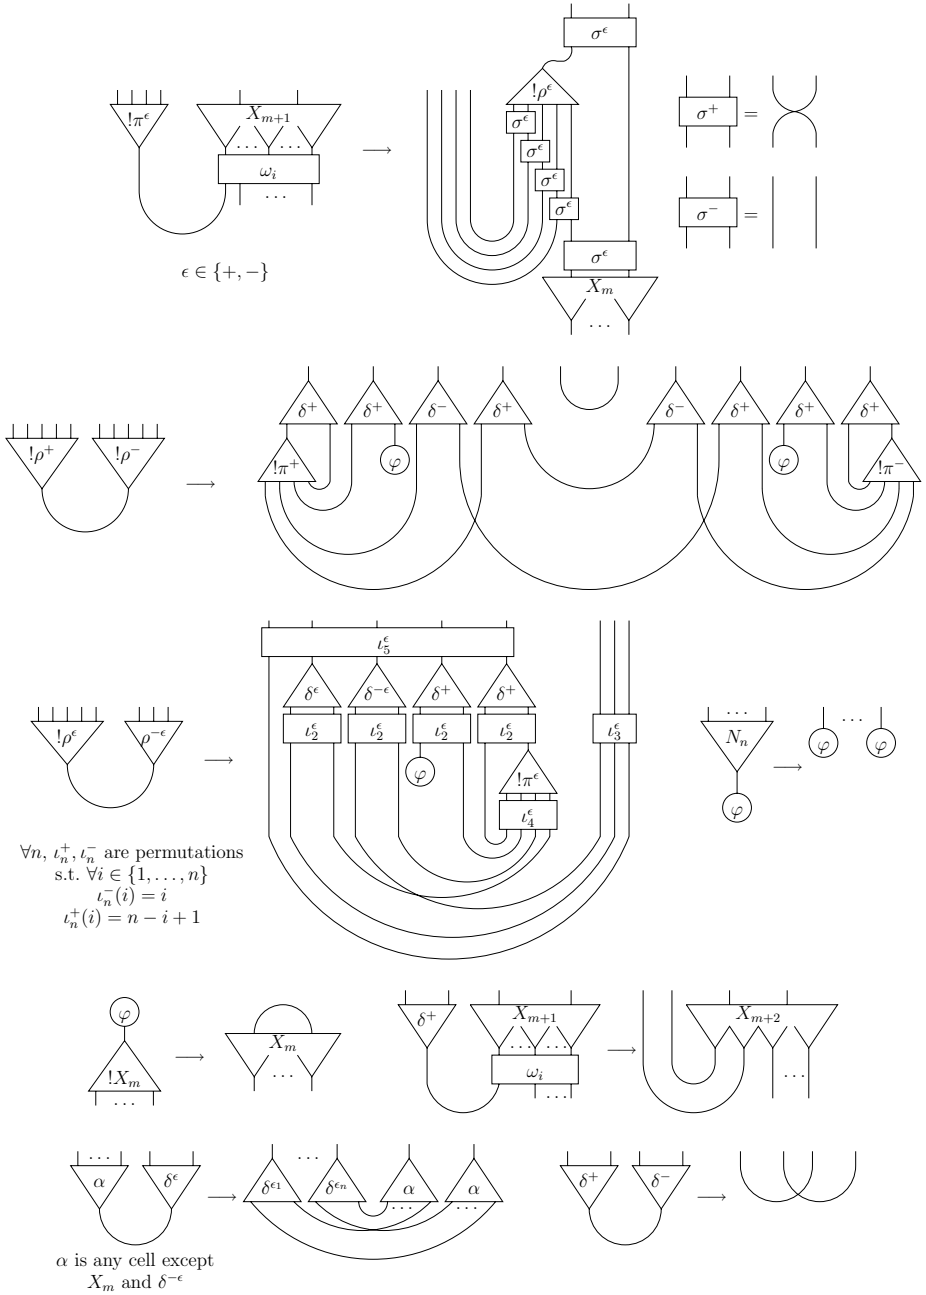 σ^ϵ
!ρ^ϵ
!π^ϵ X_{m+1} σ^ϵ σ^+ =
... ... σ^ϵ
ω_i → σ^ϵ
... σ^ϵ σ^- =
ϵ ∈ {+, −} σ^ϵ
X_m
...
δ^+ δ^+ δ^- δ^+ δ^- δ^+ δ^+ δ^+
!ρ^+ !ρ^- → !π^+ φ φ !π^-
ι_5^ϵ
δ^ϵ δ^{-ϵ} δ^+ δ^+
!ρ^ϵ ρ^{-ϵ} → ι_2^ϵ ι_2^ϵ ι_2^ϵ ι_2^ϵ ι_3^ϵ
φ !π^ϵ
ι_4^ϵ
... ...
N_n → φ φ
φ
∀n, ι_n^+, ι_n^- are permutations
s.t. ∀i ∈ {1, . . . , n}
ι_n^-(i) = i
ι_n^+(i) = n − i + 1
φ
!X_m → X_m
... ...
δ^+ X_{m+1} → X_{m+2}
... ... ...
ω_i
...
... ...
α δ^ϵ → δ^{ϵ_1} δ^{ϵ_n} α α
... ...
δ^+ δ^- →
α is any cell except
X_m and δ^{-ϵ}